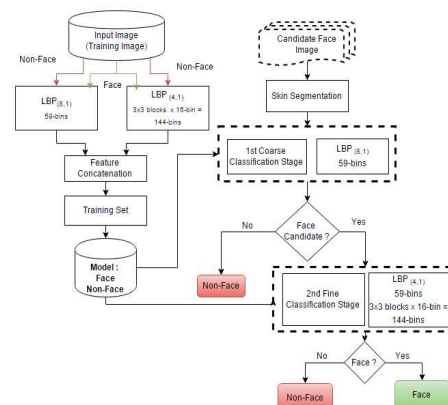 Input Image
(Training Image)
Non-Face
Non-Face
Face
LBP (8,1)
59-bins
LBP (4,1)
3x3 blocks x 16-bin =
144-bins
Feature
Concatenation
Training Set
Model :
Face
Non-Face
Candidate Face
Image
Skin Segmentation
1st Coarse
Classification Stage
LBP (8,1)
59-bins
Face
Candidate ?
No
Yes
Non-Face
2nd Fine
Classification Stage
LBP (4,1)
59-bins
3x3 blocks x 16-bin =
144-bins
Face ?
No
Yes
Non-Face
Face